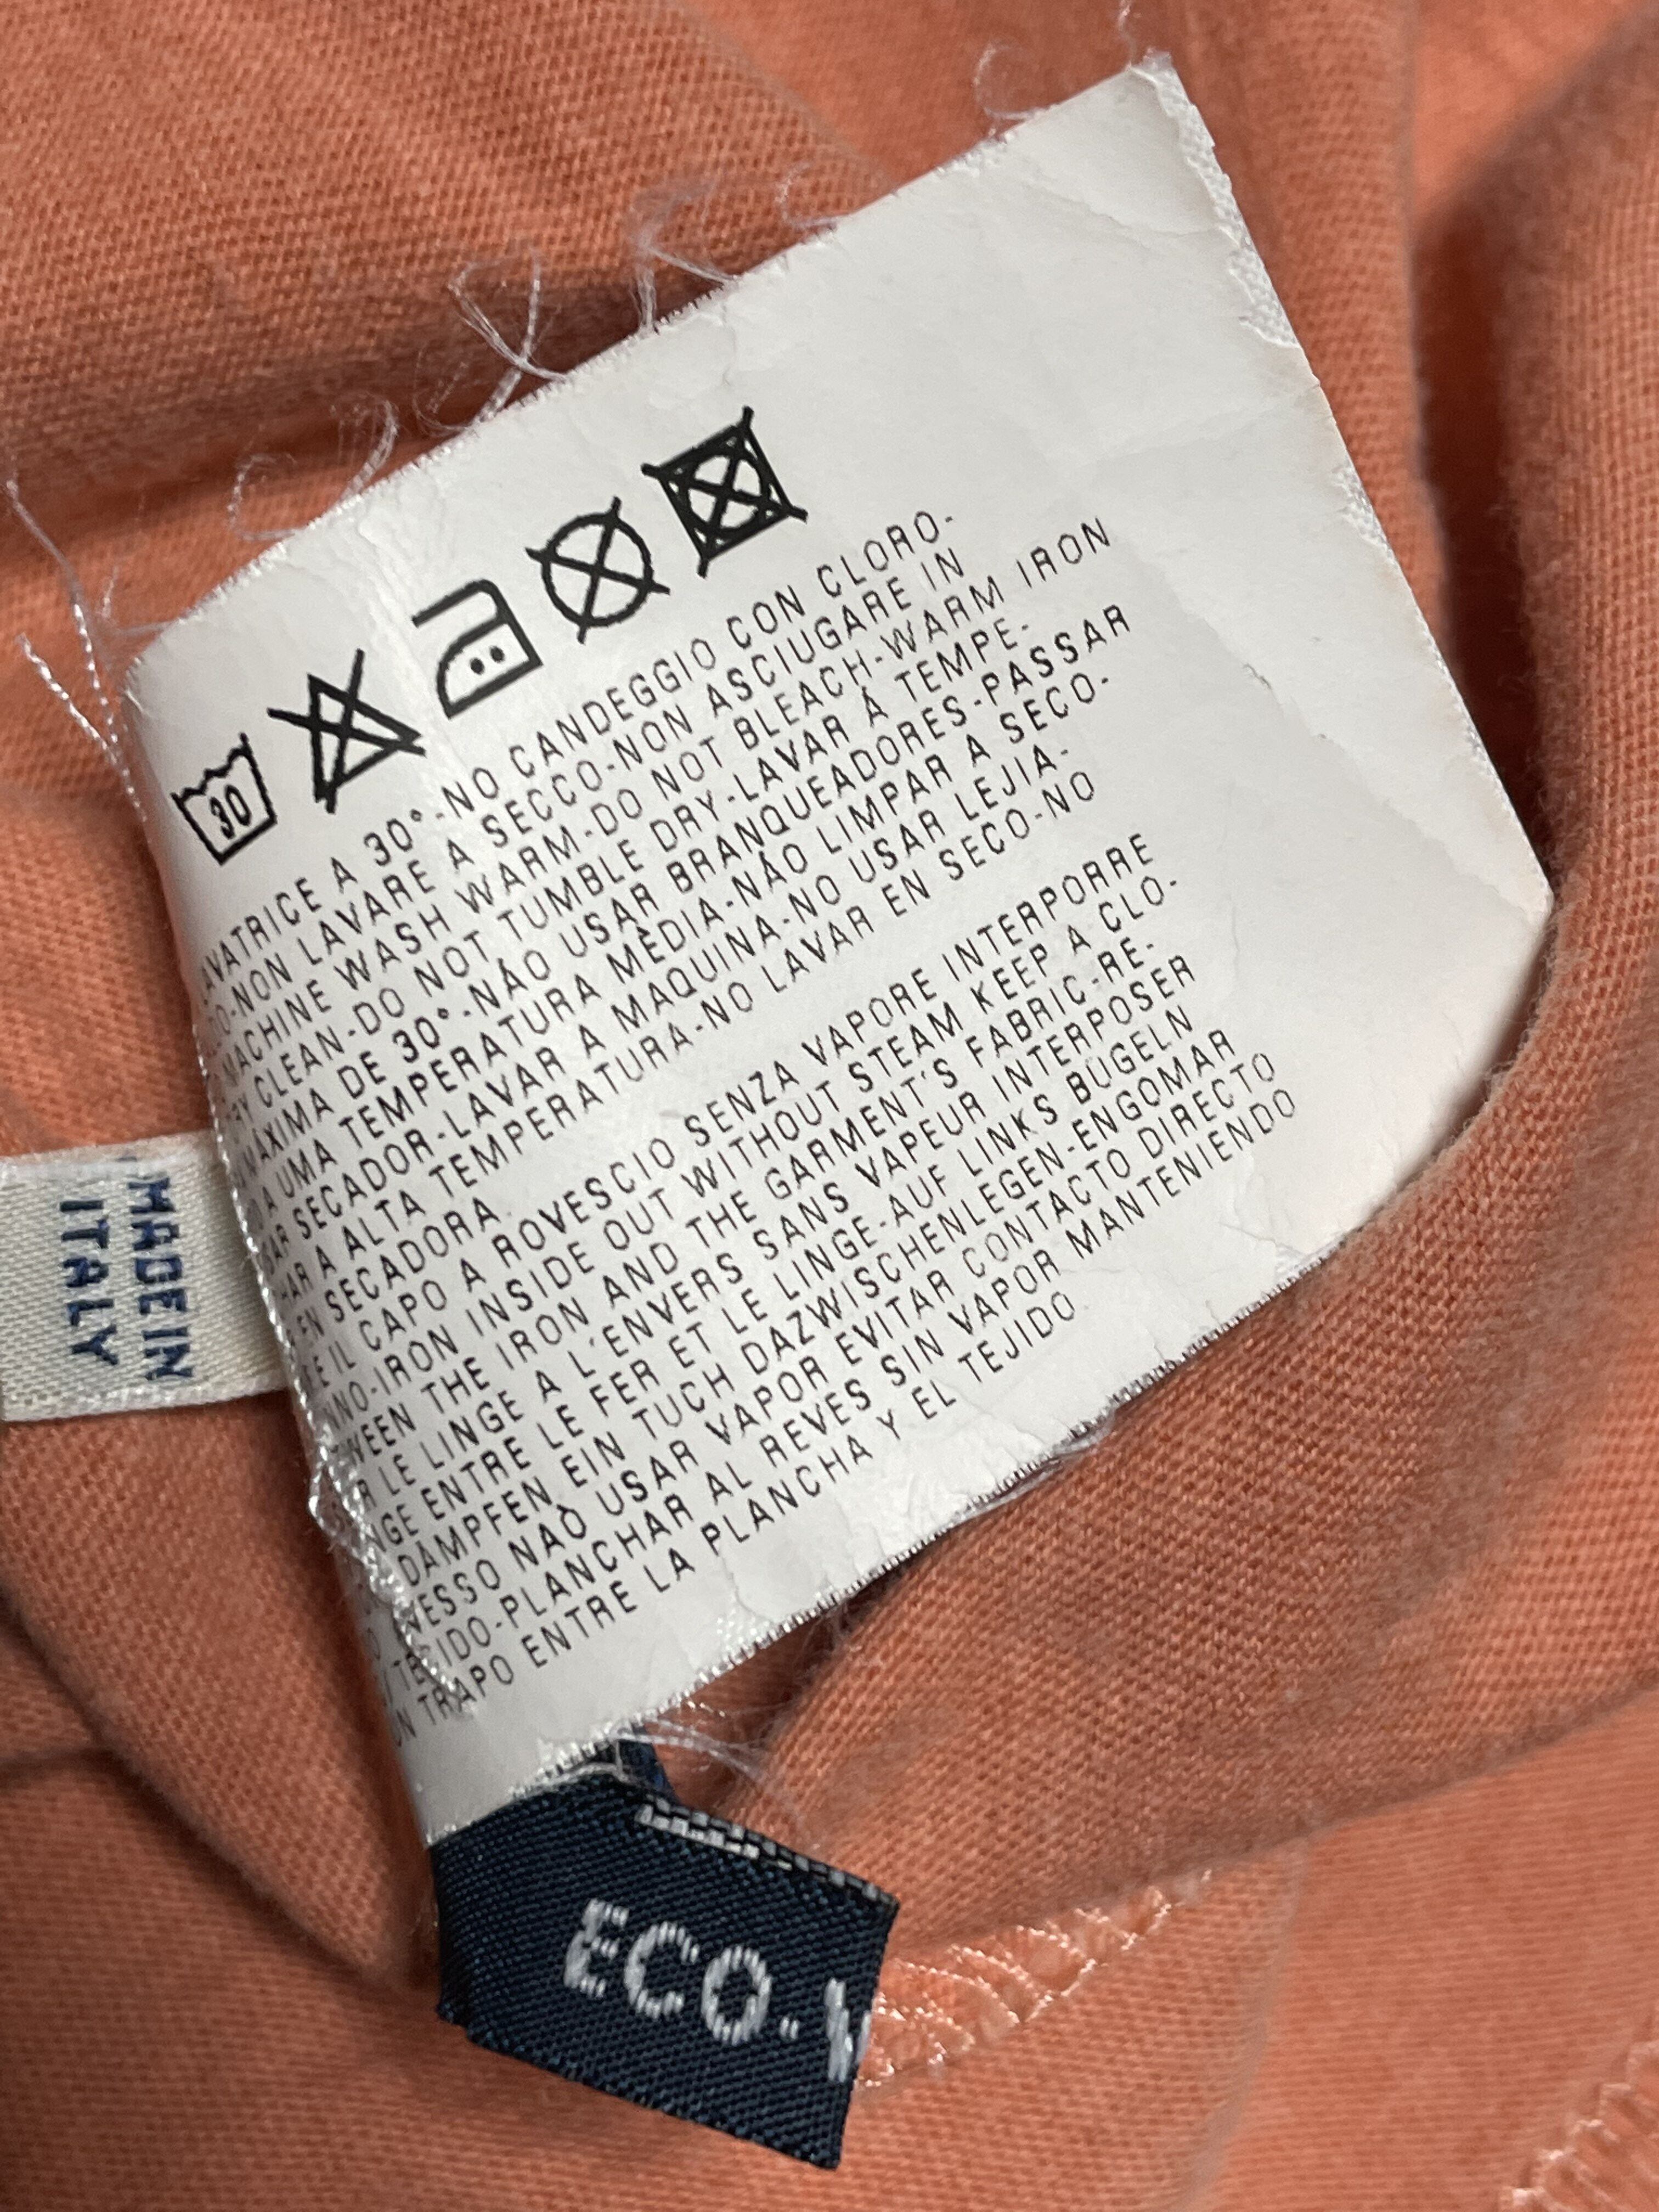 30
LAVATRICE A 30°-NO CANDEGGIO CON CLORO-
-NON LAVARE A SECCO-NON ASCIUGARE IN
MACHINE WASH WARM-DO NOT BLEACH-WARM IRON
CLEAN-DO NOT TUMBLE DRY-LAVAR Á TEMPE-
MÁXIMA DE 30°-NÃO USAR BRANQUEADORES-PASSAR
A UMA TEMPERATURA MÉDIA-NÃO LIMPAR A SECO-
SECADOR-LAVAR A MAQUINA-NO USAR LEJIA-
A ALTA TEMPERATURA-NO LAVAR EN SECO-NO
EN SECADORA.
IL CAPO A ROVESCIO SENZA VAPORE INTERPORRE
-IRON INSIDE OUT WITHOUT STEAM KEEP A CLO-
THE IRON AND THE GARMENT'S FABRIC-RE-
LE LINGE A L'ENVERS SANS VAPEUR INTERPOSER
ENTRE LE FER ET LE LINGE-AUF LINKS BÜGELN
DAMPFEN EIN TUCH DAZWISCHENLEGEN-ENGOMAR
NAO USAR VAPOR EVITAR CONTACTO DIRECTO
TECIDO-PLANCHAR AL REVES SIN VAPOR MANTENIENDO
UN TRAPO ENTRE LA PLANCHA Y EL TEJIDO
MADE IN
ITALY
ECO-